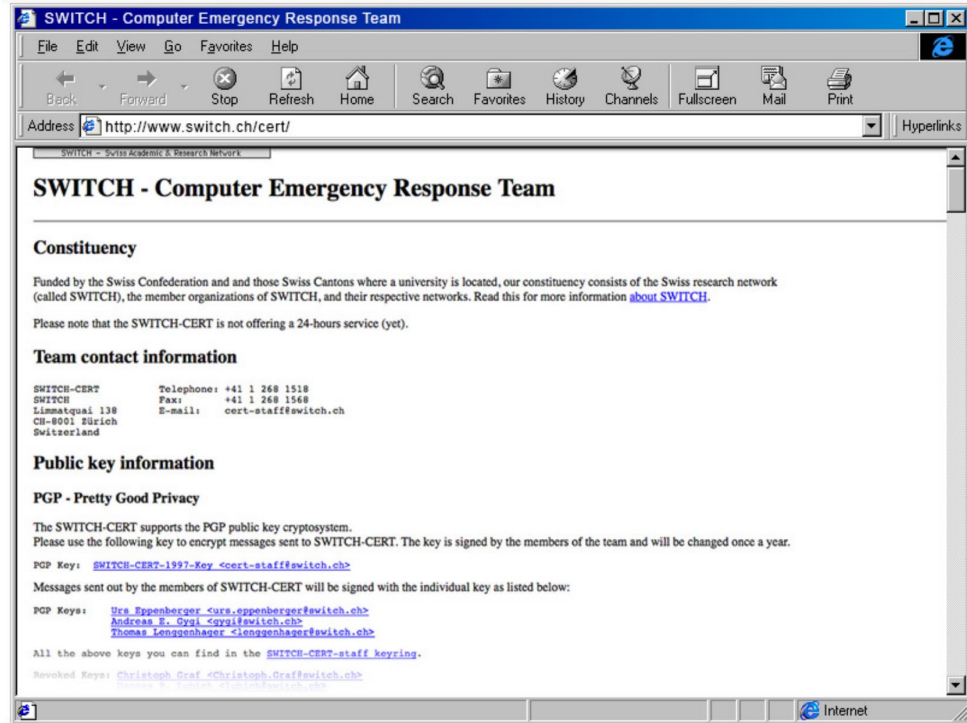 SWITCH - Computer Emergency Response Team
File Edit View Go Favorites Help
Back Forward Stop Refresh Home Search Favorites History Channels Fullscreen Mail Print
Address http://www.switch.ch/cert/ Hyperlinks
SWITCH - Swiss Academic & Research Network
SWITCH - Computer Emergency Response Team
Constituency
Funded by the Swiss Confederation and and those Swiss Cantons where a university is located, our constituency consists of the Swiss research network
(called SWITCH), the member organizations of SWITCH, and their respective networks. Read this for more information about SWITCH.
Please note that the SWITCH-CERT is not offering a 24-hours service (yet).
Team contact information
SWITCH-CERT Telephone: +41 1 268 1518
SWITCH Fax: +41 1 268 1568
Limmatquai 138 E-mail: cert-staff@switch.ch
CH-8001 Zürich
Switzerland
Public key information
PGP - Pretty Good Privacy
The SWITCH-CERT supports the PGP public key cryptosystem.
Please use the following key to encrypt messages sent to SWITCH-CERT. The key is signed by the members of the team and will be changed once a year.
PGP Key: SWITCH-CERT-1997-Key <cert-staff@switch.ch>
Messages sent out by the members of SWITCH-CERT will be signed with the individual key as listed below:
PGP Keys: Urs Eppenberger <urs.eppenberger@switch.ch>
Andreas E. Gygi <gygi@switch.ch>
Thomas Lenggenhager <lenggenhager@switch.ch>
All the above keys you can find in the SWITCH-CERT-staff keyring.
Revoked Keys: Christoph Graf <Christoph.Graf@switch.ch>
Internet